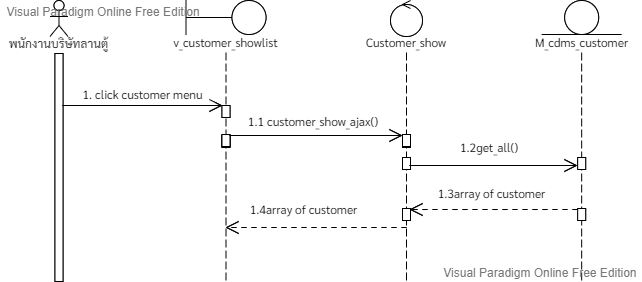 Visual Paradigm Online Free Edition
พนักงานบริษัทลานตู้
v_customer_showlist
Customer_show
M_cdms_customer
1. click customer menu
1.1 customer_show_ajax()
1.2get_all()
1.3array of customer
1.4array of customer
Visual Paradigm Online Free Edition